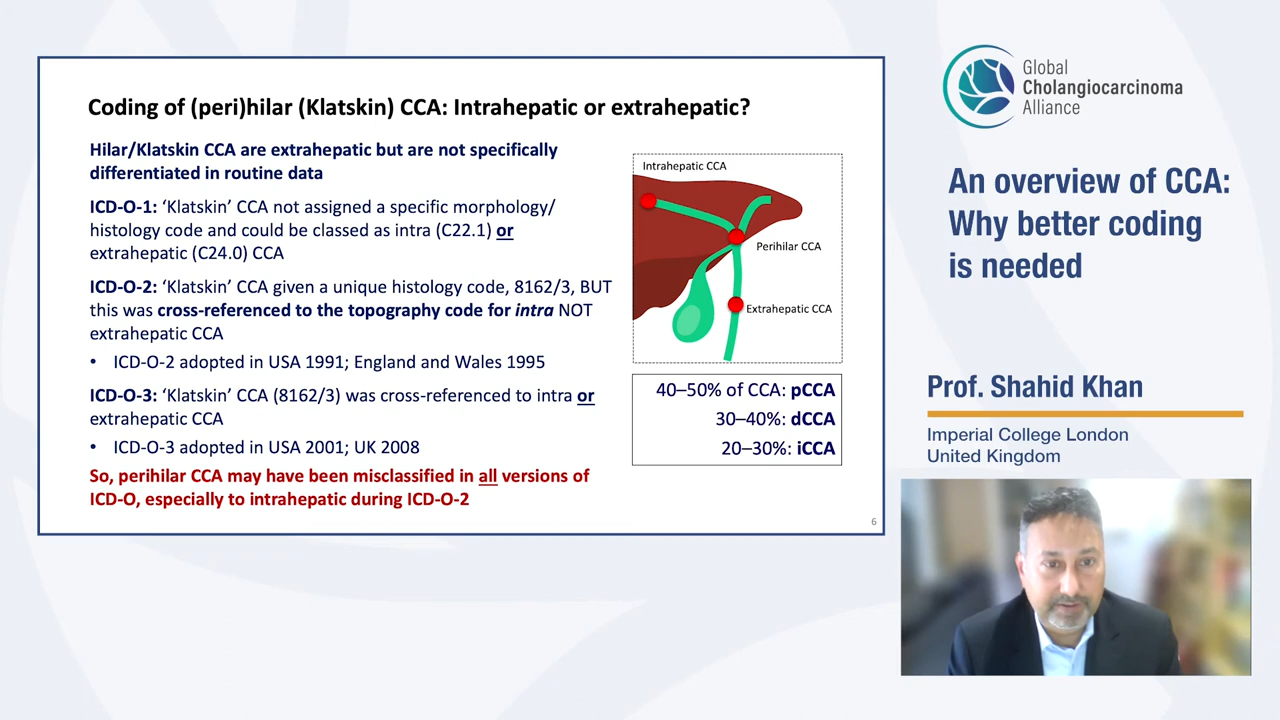 Coding of (peri)hilar (Klatskin) CCA: Intrahepatic or extrahepatic?
Hilar/Klatskin CCA are extrahepatic but are not specifically
differentiated in routine data
ICD-O-1: ‘Klatskin’ CCA not assigned a specific morphology/
histology code and could be classed as intra (C22.1) or
extrahepatic (C24.0) CCA
ICD-O-2: ‘Klatskin’ CCA given a unique histology code, 8162/3, BUT
this was cross-referenced to the topography code for intra NOT
extrahepatic CCA
• ICD-O-2 adopted in USA 1991; England and Wales 1995
ICD-O-3: ‘Klatskin’ CCA (8162/3) was cross-referenced to intra or
extrahepatic CCA
• ICD-O-3 adopted in USA 2001; UK 2008
So, perihilar CCA may have been misclassified in all versions of
ICD-O, especially to intrahepatic during ICD-O-2
Intrahepatic CCA
Perihilar CCA
Extrahepatic CCA
40–50% of CCA: pCCA
30–40%: dCCA
20–30%: iCCA
6
Global
Cholangiocarcinoma
Alliance
An overview of CCA:
Why better coding
is needed
Prof. Shahid Khan
Imperial College London
United Kingdom